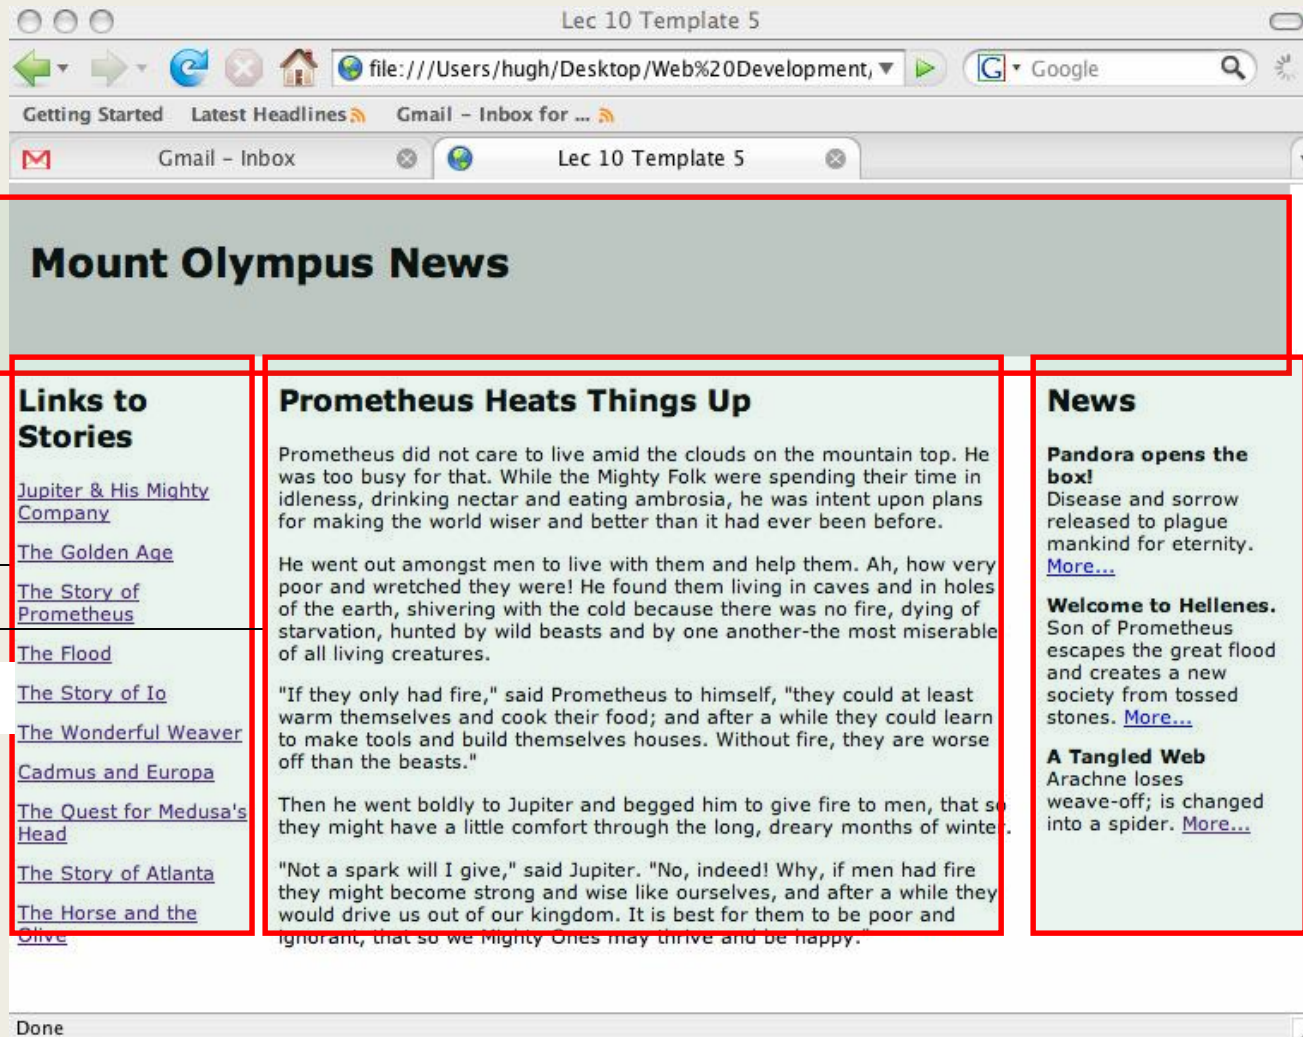 Lec 10 Template 5
file:///Users/hugh/Desktop/Web%20Development,
Google
Getting Started Latest Headlines Gmail - Inbox for ...
Gmail - Inbox
Lec 10 Template 5
Mount Olympus News
Links to
Stories
Jupiter & His Mighty
Company
The Golden Age
The Story of
Prometheus
The Flood
The Story of Io
The Wonderful Weaver
Cadmus and Europa
The Quest for Medusa's
Head
The Story of Atlanta
The Horse and the
Olive
Prometheus Heats Things Up
Prometheus did not care to live amid the clouds on the mountain top. He
was too busy for that. While the Mighty Folk were spending their time in
idleness, drinking nectar and eating ambrosia, he was intent upon plans
for making the world wiser and better than it had ever been before.
He went out amongst men to live with them and help them. Ah, how very
poor and wretched they were! He found them living in caves and in holes
of the earth, shivering with the cold because there was no fire, dying of
starvation, hunted by wild beasts and by one another-the most miserable
of all living creatures.
"If they only had fire," said Prometheus to himself, "they could at least
warm themselves and cook their food; and after a while they could learn
to make tools and build themselves houses. Without fire, they are worse
off than the beasts."
Then he went boldly to Jupiter and begged him to give fire to men, that so
they might have a little comfort through the long, dreary months of winter.
"Not a spark will I give," said Jupiter. "No, indeed! Why, if men had fire
they might become strong and wise like ourselves, and after a while they
would drive us out of our kingdom. It is best for them to be poor and
ignorant, that so we Mighty Ones may thrive and be happy."
News
Pandora opens the
box!
Disease and sorrow
released to plague
mankind for eternity.
More...
Welcome to Hellenes.
Son of Prometheus
escapes the great flood
and creates a new
society from tossed
stones. More...
A Tangled Web
Arachne loses
weave-off; is changed
into a spider. More...
Done